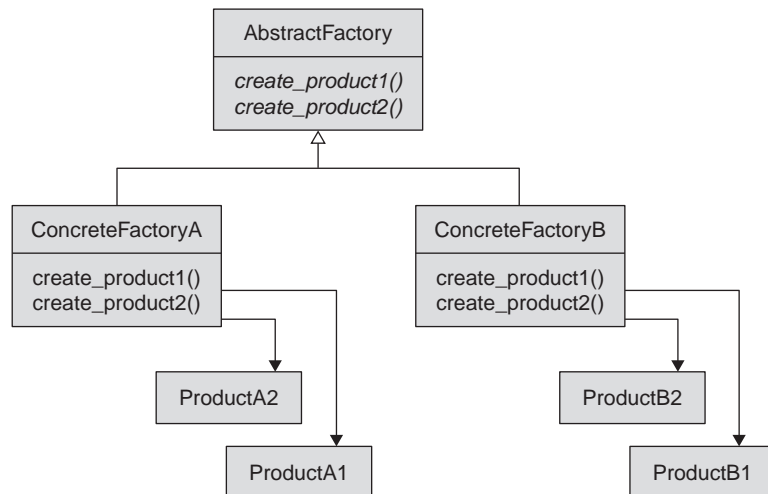 AbstractFactory
create_product1()
create_product2()
ConcreteFactoryA
create_product1()
create_product2()
ConcreteFactoryB
create_product1()
create_product2()
ProductA2
ProductA1
ProductB2
ProductB1